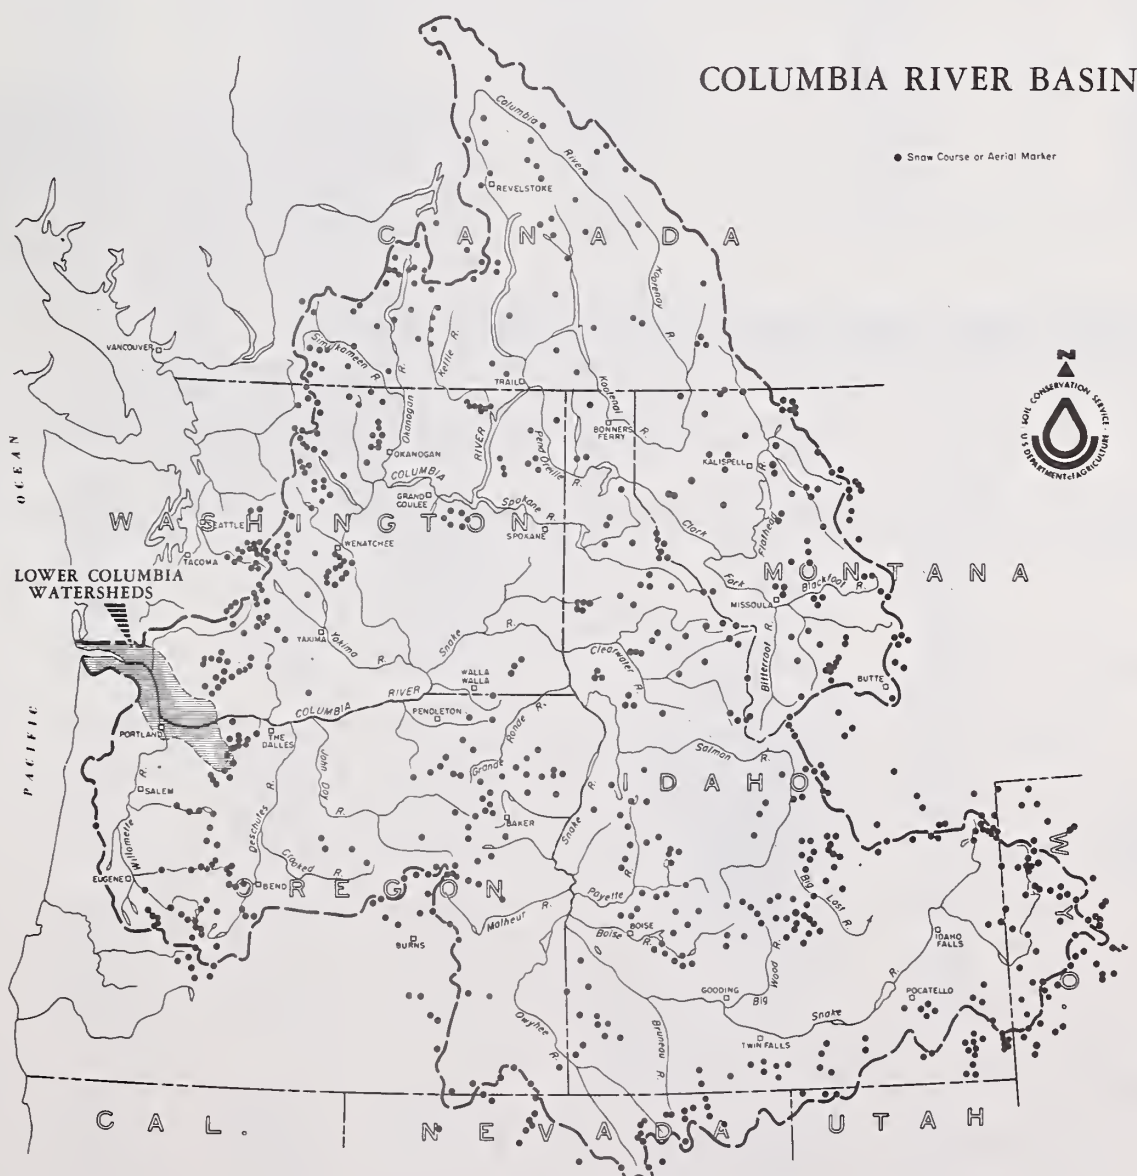 COLUMBIA RIVER BASIN
Snow Course or Aerial Marker
Columbia River
REVELSTOKE
CANADA
Kootenay R.
VANCOUVER
Similkameen R.
Kettle R.
TRAIL
Okanogan R.
Kootenai R.
BONNERS FERRY
N
SOIL CONSERVATION SERVICE
U.S. DEPARTMENT of AGRICULTURE
OCEAN
OKANOGAN
COLUMBIA RIVER
Pend Oreille R.
KALISPELL
Flathead R.
GRAND COULEE
Spokane R.
SPOKANE
Clark Fork
WASHINGTON
SEATTLE
WENATCHEE
TACOMA
MONTANA
LOWER COLUMBIA
WATERSHEDS
Blackfoot R.
MISSOULA
YAKIMA
Yakima R.
Snake R.
Clearwater R.
Bitterroot R.
WALLA WALLA
BUTTE
PACIFIC
COLUMBIA RIVER
PENDLETON
PORTLAND
THE DALLES
John Day R.
Grande Ronde R.
Salmon R.
SALEM
IDAHO
Deschutes R.
BAKER
Snake R.
Willamette R.
Crooked R.
EUGENE
BEND
OREGON
Payette R.
Big Lost R.
WYO.
Malheur R.
BURNS
BOISE
Boise R.
IDAHO FALLS
Big Wood R.
GOODING
POCATELLO
Owyhee R.
Bruneau R.
Snake R.
TWIN FALLS
CAL.
NEVADA
UTAH